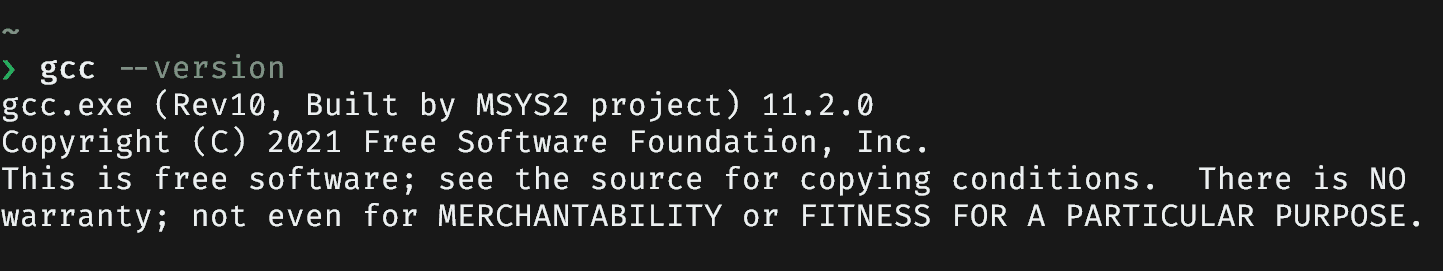 ~
❯ gcc --version
gcc.exe (Rev10, Built by MSYS2 project) 11.2.0
Copyright (C) 2021 Free Software Foundation, Inc.
This is free software; see the source for copying conditions.  There is NO
warranty; not even for MERCHANTABILITY or FITNESS FOR A PARTICULAR PURPOSE.